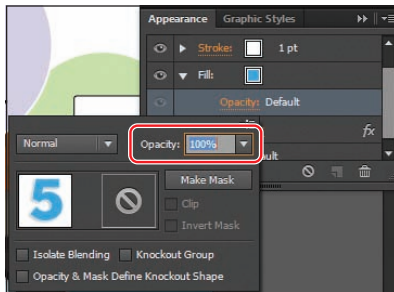 Appearance Graphic Styles
Stroke: 1 pt
Fill:
Opacity: Default
fx
Normal Opacity: 100%
5
Make Mask
Clip
Invert Mask
Isolate Blending Knockout Group
Opacity & Mask Define Knockout Shape